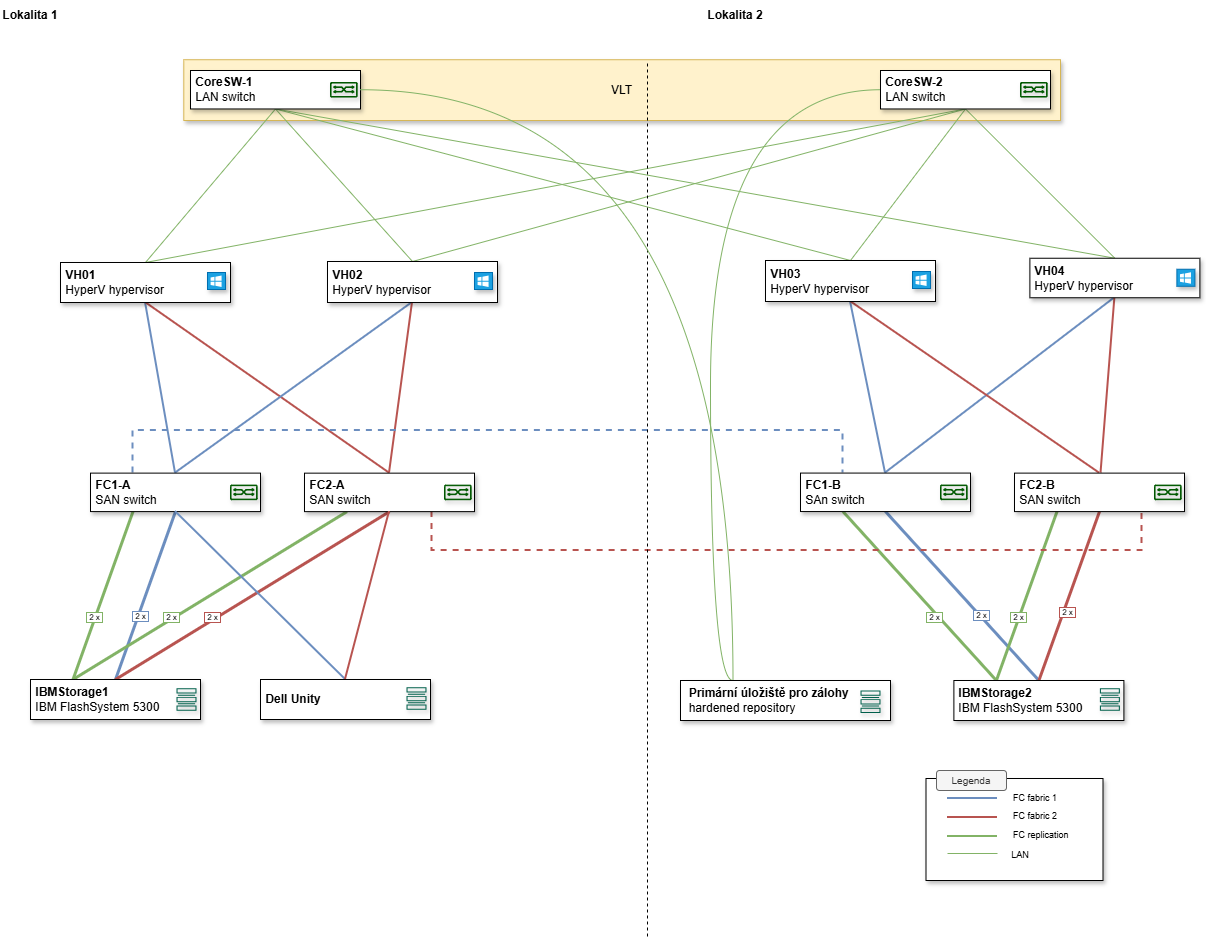 Lokalita 1
Lokalita 2
CoreSW-1
LAN switch
VLT
CoreSW-2
LAN switch
VH01
HyperV hypervisor
VH02
HyperV hypervisor
VH03
HyperV hypervisor
VH04
HyperV hypervisor
FC1-A
SAN switch
FC2-A
SAN switch
FC1-B
SAn switch
FC2-B
SAN switch
2 x
2 x
2 x
2 x
2 x
2 x
2 x
2 x
IBMStorage1
IBM FlashSystem 5300
Dell Unity
Primární úložiště pro zálohy
hardened repository
IBMStorage2
IBM FlashSystem 5300
Legenda
FC fabric 1
FC fabric 2
FC replication
LAN